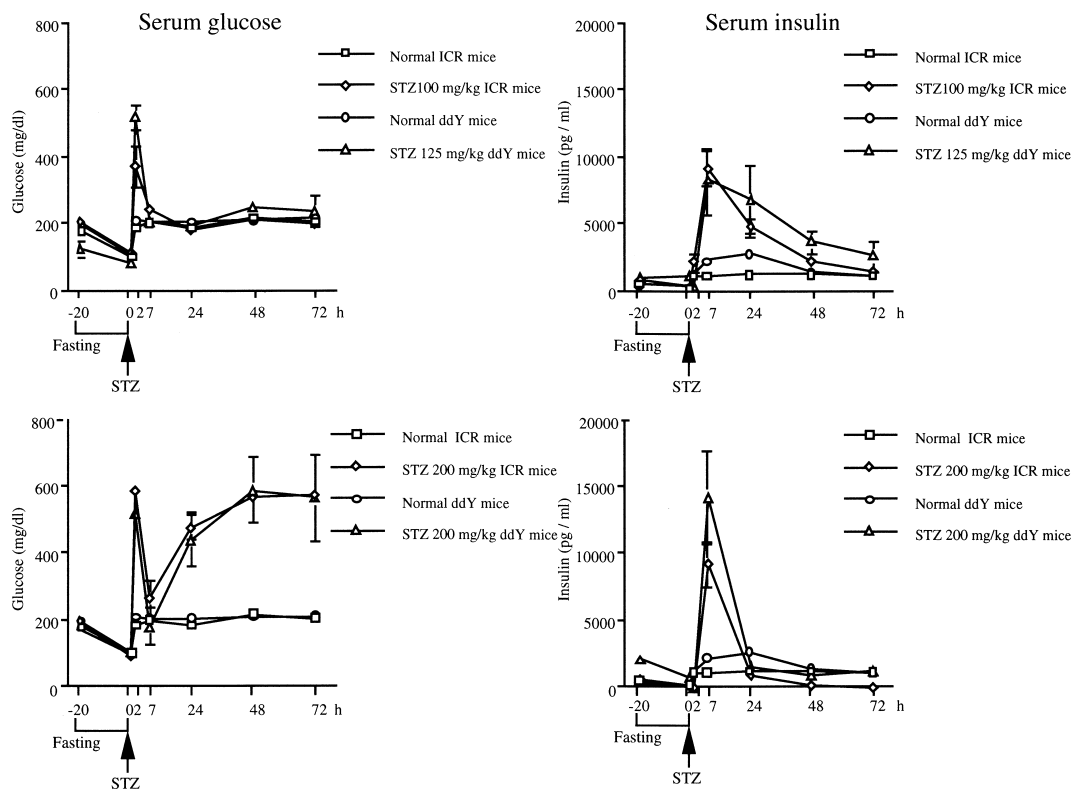 Serum glucose
800
600
400
200
0
Glucose (mg/dl)
Normal ICR mice
STZ100 mg/kg ICR mice
Normal ddY mice
STZ 125 mg/kg ddY mice
-20 0 2 7 24 48 72 h
Fasting
STZ
Serum insulin
20000
15000
10000
5000
0
Insulin (pg / ml)
Normal ICR mice
STZ100 mg/kg ICR mice
Normal ddY mice
STZ 125 mg/kg ddY mice
-20 0 2 7 24 48 72 h
Fasting
STZ
800
600
400
200
0
Glucose (mg/dl)
Normal ICR mice
STZ 200 mg/kg ICR mice
Normal ddY mice
STZ 200 mg/kg ddY mice
-20 0 2 7 24 48 72 h
Fasting
STZ
20000
15000
10000
5000
0
Insulin (pg / ml)
Normal ICR mice
STZ 200 mg/kg ICR mice
Normal ddY mice
STZ 200 mg/kg ddY mice
-20 0 2 7 24 48 72 h
Fasting
STZ